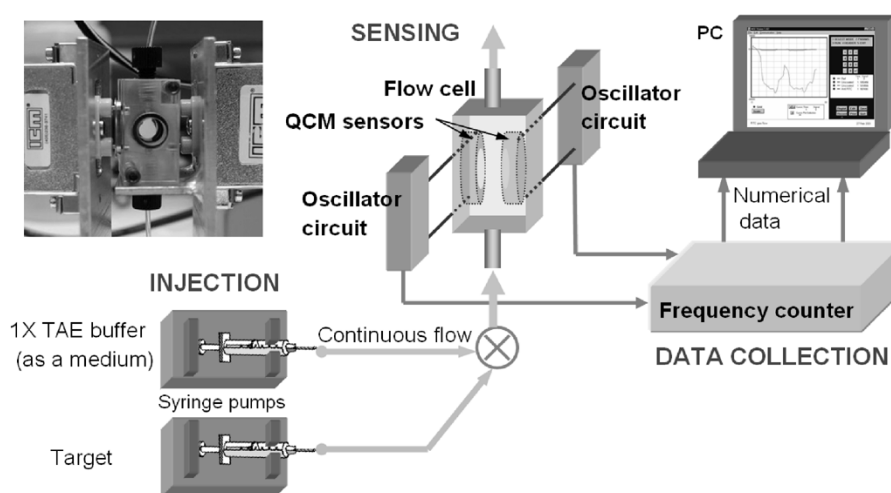 SENSING
PC
Flow cell
Oscillator
circuit
QCM sensors
Oscillator
circuit
Numerical
data
INJECTION
Frequency counter
1X TAE buffer
(as a medium)
Continuous flow
DATA COLLECTION
Syringe pumps
Target
ICM